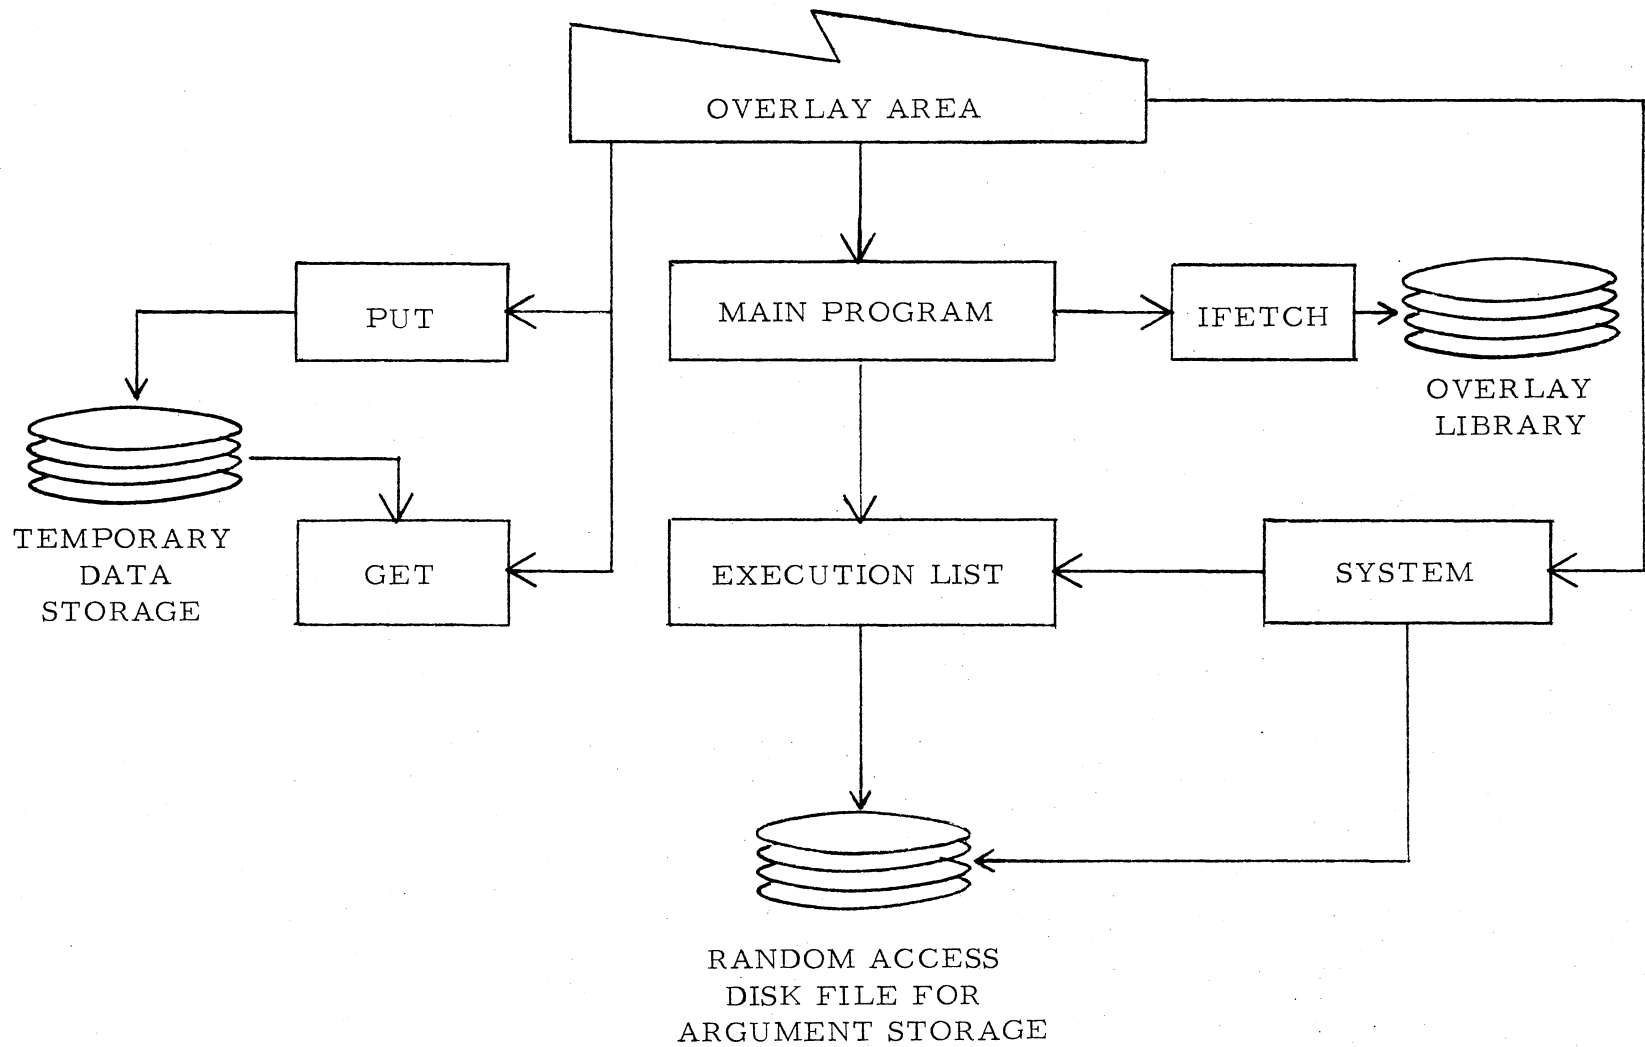 OVERLAY AREA
PUT
MAIN PROGRAM
IFETCH
OVERLAY
LIBRARY
TEMPORARY
DATA
STORAGE
GET
EXECUTION LIST
SYSTEM
RANDOM ACCESS
DISK FILE FOR
ARGUMENT STORAGE